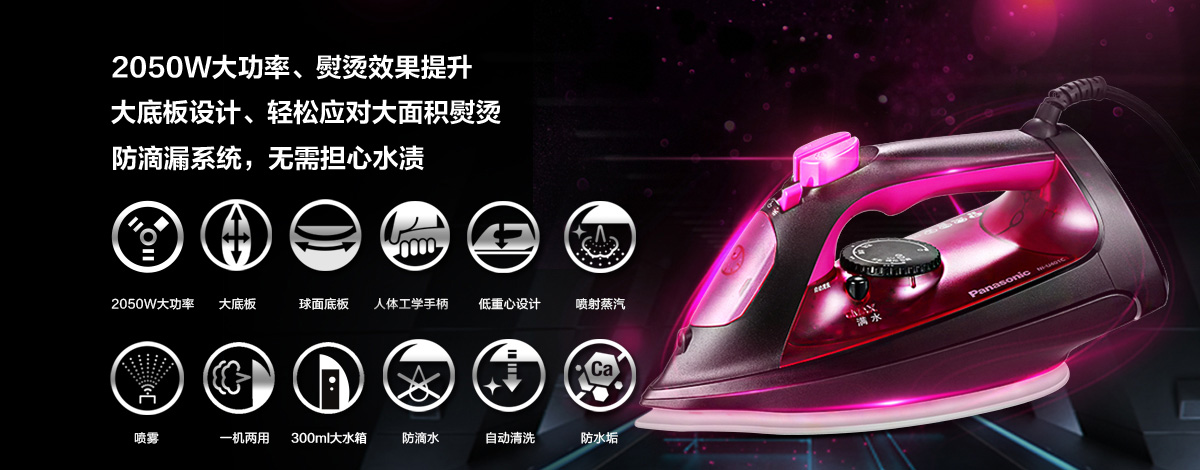 2050W大功率、熨烫效果提升
大底板设计、轻松应对大面积熨烫
防滴漏系统，无需担心水渍
2050W大功率
大底板
球面底板
人体工学手柄
低重心设计
喷射蒸汽
Ca
喷雾
一机两用
300ml大水箱
防滴水
自动清洗
防水垢
Panasonic
MAX
满水